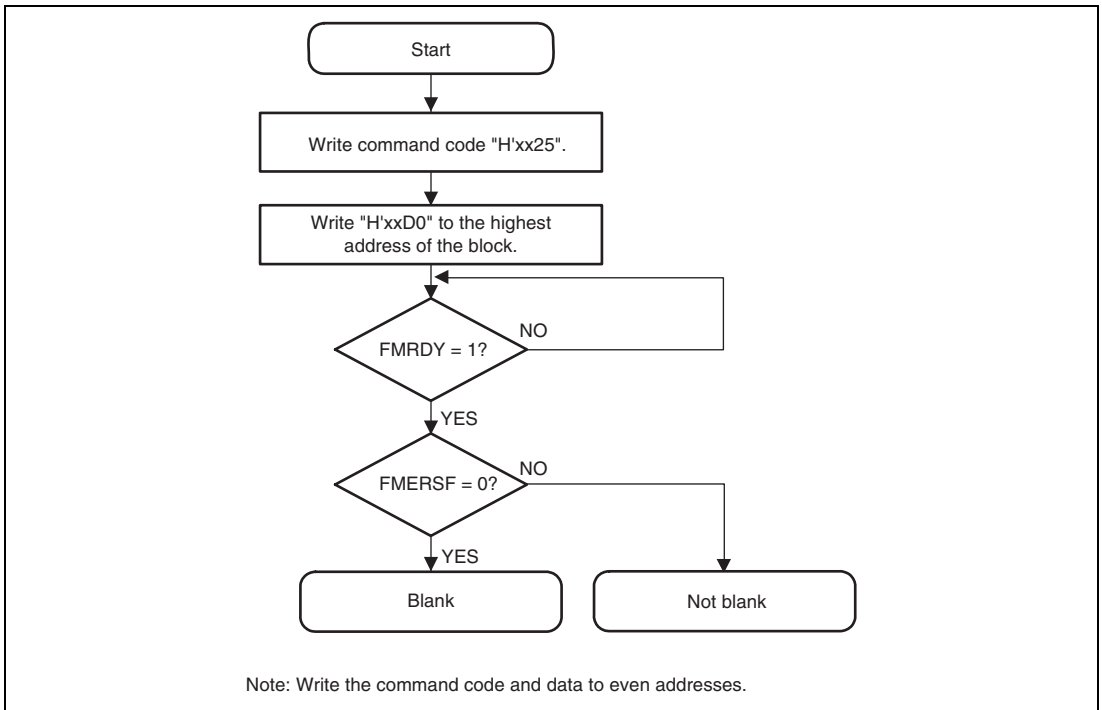 Start
Write command code "H'xx25".
Write "H'xxD0" to the highest
address of the block.
NO
FMRDY = 1?
YES
NO
FMERSF = 0?
YES
Blank
Not blank
Note: Write the command code and data to even addresses.